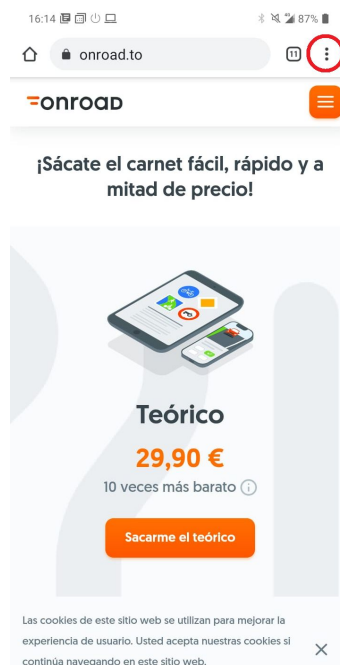 16:14 87%
onroad.to 11
onroad
¡Sácate el carnet fácil, rápido y a
mitad de precio!
Teórico
29,90 €
10 veces más barato i
Sacarme el teórico
Las cookies de este sitio web se utilizan para mejorar la
experiencia de usuario. Usted acepta nuestras cookies si
continúa navegando en este sitio web.